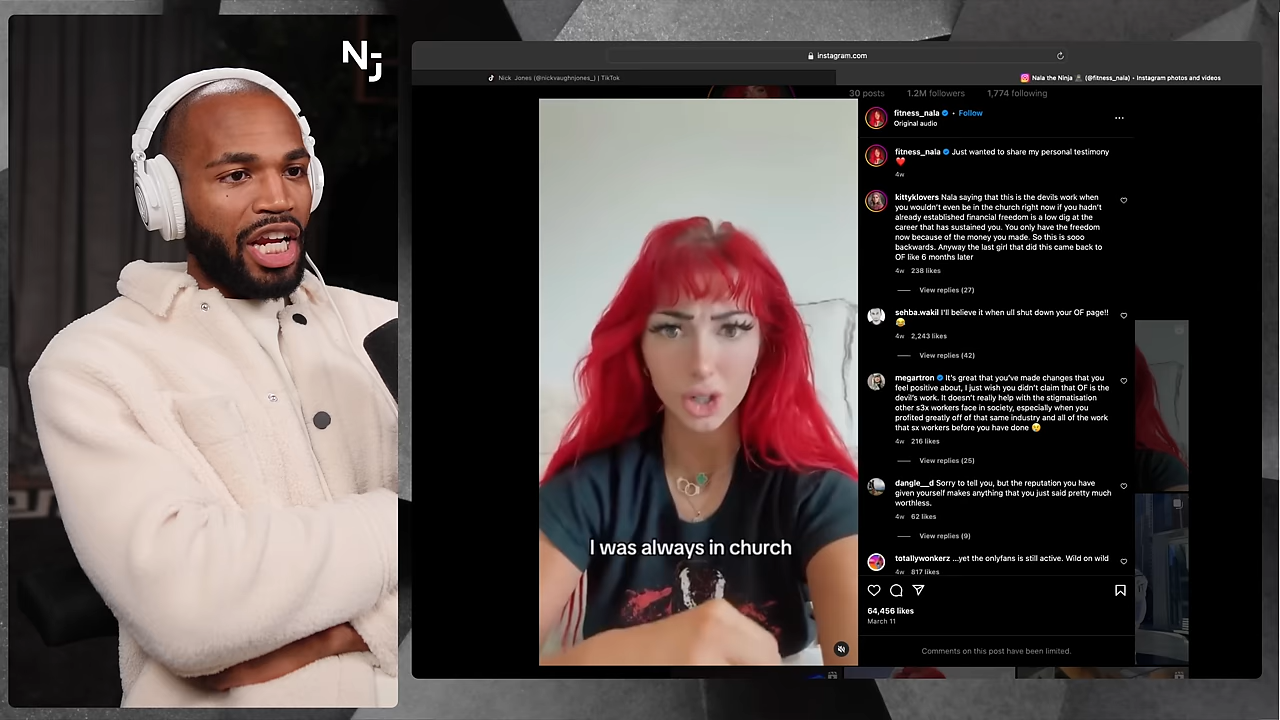 NJ
instagram.com
Nick Jones (@nickvaughnjones_) | TikTok
Nala the Ninja 🥷 (@fitness_nala) • Instagram photos and videos
30 posts 1.2M followers 1,774 following
fitness_nala • Follow
Original audio
fitness_nala Just wanted to share my personal testimony
❤️
4w
kittyklovers Nala saying that this is the devils work when
you wouldn't even be in the church right now if you hadn't
already established financial freedom is a low dig at the
career that has sustained you. You only have the freedom
now because of the money you made. So this is sooo
backwards. Anyway the last girl that did this came back to
OF like 6 months later
4w 238 likes
View replies (27)
sehba.wakil I'll believe it when ull shut down your OF page!!
😂
4w 2,243 likes
View replies (42)
megartron It's great that you've made changes that you
feel positive about, I just wish you didn't claim that OF is the
devil's work. It doesn't really help with the stigmatisation
other s3x workers face in society, especially when you
profited greatly off of that same industry and all of the work
that sx workers before you have done 😢
4w 216 likes
View replies (25)
dangle__d Sorry to tell you, but the reputation you have
given yourself makes anything that you just said pretty much
worthless.
4w 62 likes
View replies (9)
totallywonkerz ...yet the onlyfans is still active. Wild on wild
4w 817 likes
I was always in church
64,456 likes
March 11
Comments on this post have been limited.